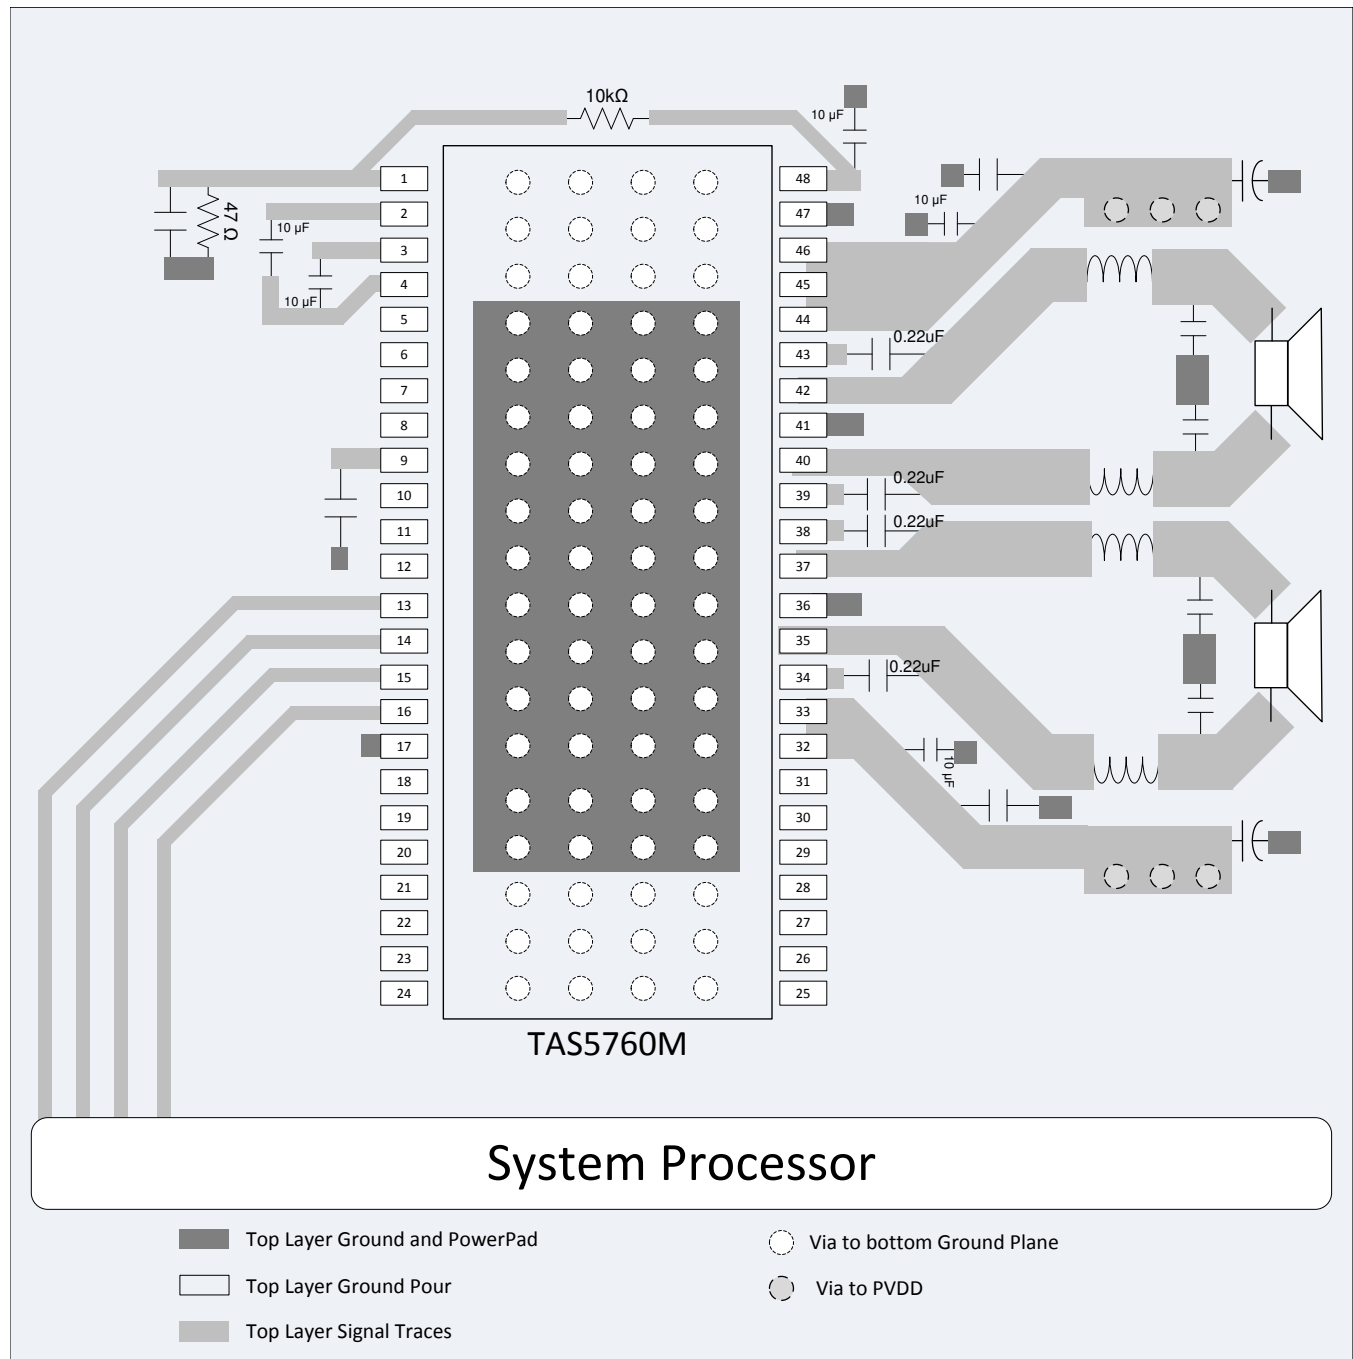 10kΩ
10 µF
1
48
47 Ω
2
47
10 µF
10 µF
3
46
4
45
10 µF
5
44
0.22uF
6
43
7
42
8
41
9
40
0.22uF
10
39
0.22uF
11
38
12
37
13
36
14
35
15
34
0.22uF
16
33
17
32
10 µF
18
31
19
30
20
29
21
28
22
27
23
26
24
25
TAS5760M
System Processor
Top Layer Ground and PowerPad
Via to bottom Ground Plane
Top Layer Ground Pour
Via to PVDD
Top Layer Signal Traces